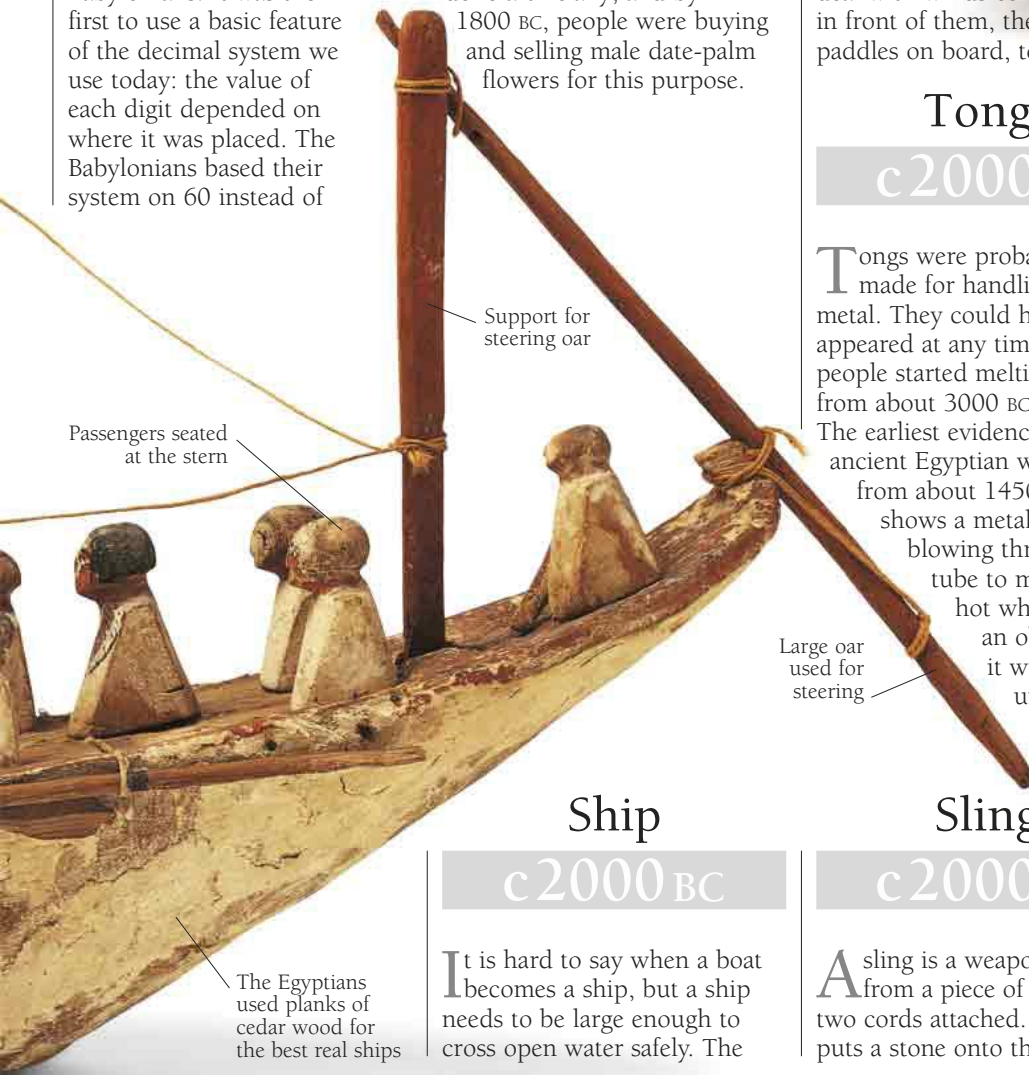 first to use a basic feature
of the decimal system we
use today: the value of
each digit depended on
where it was placed. The
Babylonians based their
system on 60 instead of
1800 BC, people were buying
and selling male date-palm
flowers for this purpose.
in front of them, the
paddles on board, to
Support for
steering oar
Passengers seated
at the stern
Large oar
used for
steering
The Egyptians
used planks of
cedar wood for
the best real ships
Ship
c2000 BC
It is hard to say when a boat
becomes a ship, but a ship
needs to be large enough to
cross open water safely. The
Tong
c2000
Tongs were proba
made for handli
metal. They could h
appeared at any tim
people started melti
from about 3000 BC
The earliest evidenc
ancient Egyptian w
from about 1450
shows a metal
blowing thr
tube to m
hot wh
an o
it w
u
Sling
c2000
A sling is a weapo
from a piece of
two cords attached.
puts a stone onto th